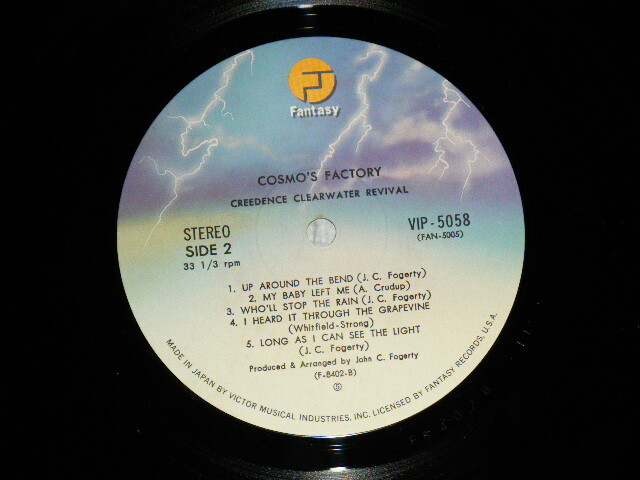 Fantasy
COSMO'S FACTORY
CREEDENCE CLEARWATER REVIVAL
STEREO
SIDE 2
33 1/3 rpm
VIP-5058
(FAN-5005)
1. UP AROUND THE BEND (J. C. Fogerty)
2. MY BABY LEFT ME (A. Crudup)
3. WHO'LL STOP THE RAIN (J. C. Fogerty)
4. I HEARD IT THROUGH THE GRAPEVINE
(Whitfield-Strong)
5. LONG AS I CAN SEE THE LIGHT
(J. C. Fogerty)
Produced & Arranged by John C. Fogerty
(F-8402-B)
Ⓟ
MADE IN JAPAN BY VICTOR MUSICAL INDUSTRIES, INC. LICENSED BY FANTASY RECORDS, U.S.A.